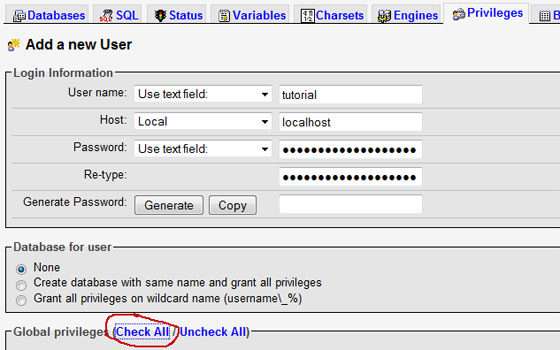 Databases SQL Status Variables Charsets Engines Privileges B
Add a new User
Login Information
User name: Use text field: tutorial
Host: Local localhost
Password: Use text field: ●●●●●●●●●●●●●●●●●●●
Re-type: ●●●●●●●●●●●●●●●●●●●
Generate Password: Generate Copy
Database for user
None
Create database with same name and grant all privileges
Grant all privileges on wildcard name (username\_%)
Global privileges (Check All / Uncheck All)